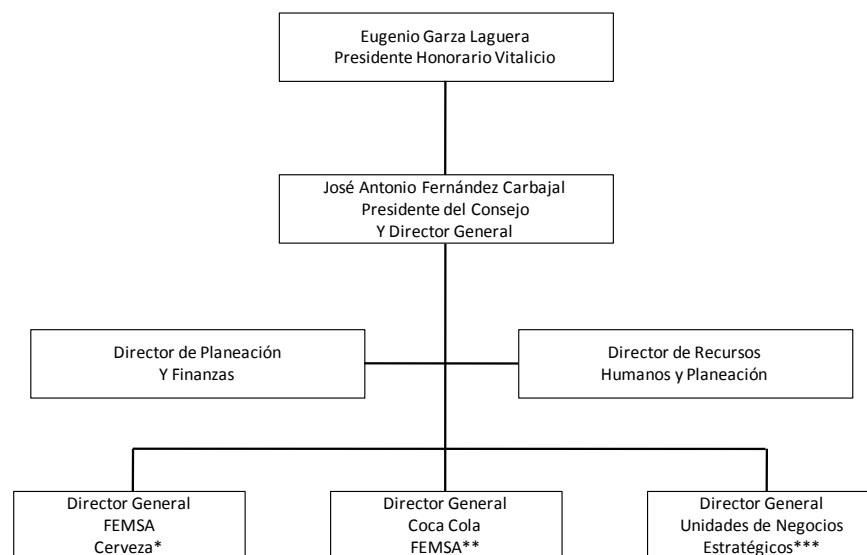 Eugenio Garza Laguera
Presidente Honorario Vitalicio
José Antonio Fernández Carbajal
Presidente del Consejo
Y Director General
Director de Planeación
Y Finanzas
Director de Recursos
Humanos y Planeación
Director General
FEMSA
Cerveza*
Director General
Coca Cola
FEMSA**
Director General
Unidades de Negocios
Estratégicos***